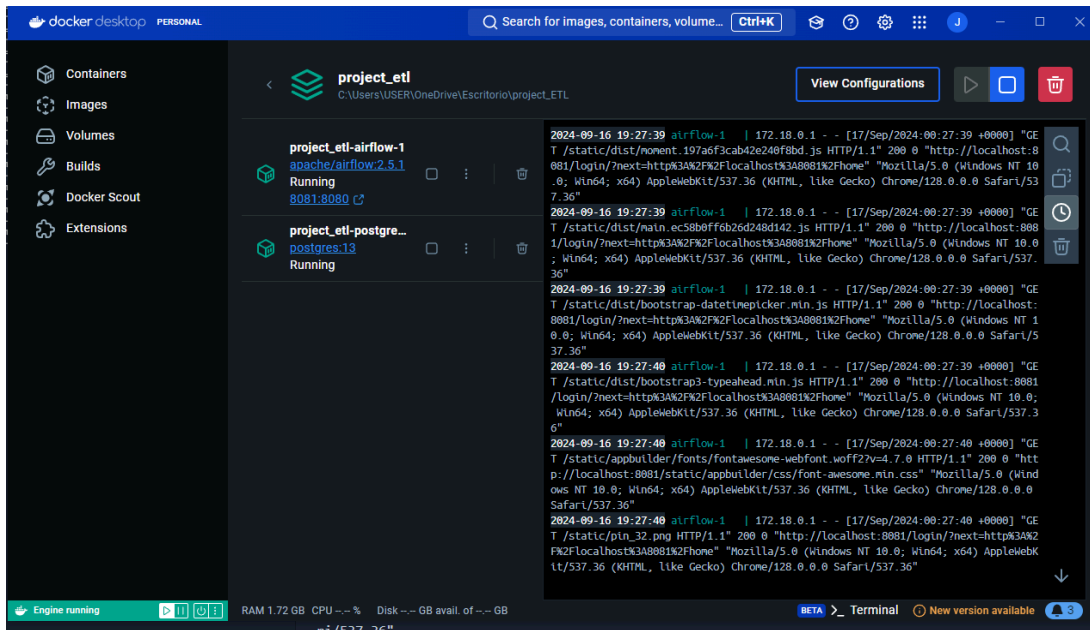 docker desktop PERSONAL
Search for images, containers, volume... Ctrl+K
J
Containers
Images
Volumes
Builds
Docker Scout
Extensions
project_etl
C:\Users\USER\OneDrive\Escritorio\project_ETL
View Configurations
project_etl-airflow-1
apache/airflow:2.5.1
Running
8081:8080
project_etl-postgre...
postgres:13
Running
2024-09-16 19:27:39 airflow-1 | 172.18.0.1 - - [17/Sep/2024:00:27:39 +0000] "GE
T /static/dist/moment.197a6f3cab42e240f8bd.js HTTP/1.1" 200 0 "http://localhost:8
081/login/?next=http%3A%2F%2Flocalhost%3A8081%2Fhome" "Mozilla/5.0 (Windows NT 10
.0; Win64; x64) AppleWebKit/537.36 (KHTML, like Gecko) Chrome/128.0.0.0 Safari/53
7.36"
2024-09-16 19:27:39 airflow-1 | 172.18.0.1 - - [17/Sep/2024:00:27:39 +0000] "GE
T /static/dist/main.ec58b0ff6b26d248d142.js HTTP/1.1" 200 0 "http://localhost:808
1/login/?next=http%3A%2F%2Flocalhost%3A8081%2Fhome" "Mozilla/5.0 (Windows NT 10.0
; Win64; x64) AppleWebKit/537.36 (KHTML, like Gecko) Chrome/128.0.0.0 Safari/537.
36"
2024-09-16 19:27:39 airflow-1 | 172.18.0.1 - - [17/Sep/2024:00:27:39 +0000] "GE
T /static/dist/bootstrap-datetimepicker.min.js HTTP/1.1" 200 0 "http://localhost:
8081/login/?next=http%3A%2F%2Flocalhost%3A8081%2Fhome" "Mozilla/5.0 (Windows NT 1
0.0; Win64; x64) AppleWebKit/537.36 (KHTML, like Gecko) Chrome/128.0.0.0 Safari/5
37.36"
2024-09-16 19:27:40 airflow-1 | 172.18.0.1 - - [17/Sep/2024:00:27:39 +0000] "GE
T /static/dist/bootstrap3-typeahead.min.js HTTP/1.1" 200 0 "http://localhost:8081
/login/?next=http%3A%2F%2Flocalhost%3A8081%2Fhome" "Mozilla/5.0 (Windows NT 10.0;
Win64; x64) AppleWebKit/537.36 (KHTML, like Gecko) Chrome/128.0.0.0 Safari/537.3
6"
2024-09-16 19:27:40 airflow-1 | 172.18.0.1 - - [17/Sep/2024:00:27:40 +0000] "GE
T /static/appbuilder/fonts/fontawesome-webfont.woff2?v=4.7.0 HTTP/1.1" 200 0 "htt
p://localhost:8081/static/appbuilder/css/font-awesome.min.css" "Mozilla/5.0 (Wind
ows NT 10.0; Win64; x64) AppleWebKit/537.36 (KHTML, like Gecko) Chrome/128.0.0.0
Safari/537.36"
2024-09-16 19:27:40 airflow-1 | 172.18.0.1 - - [17/Sep/2024:00:27:40 +0000] "GE
T /static/pin_32.png HTTP/1.1" 200 0 "http://localhost:8081/login/?next=http%3A%2
F%2Flocalhost%3A8081%2Fhome" "Mozilla/5.0 (Windows NT 10.0; Win64; x64) AppleWebK
it/537.36 (KHTML, like Gecko) Chrome/128.0.0.0 Safari/537.36"
Engine running
RAM 1.72 GB CPU --.-- % Disk --.-- GB avail. of --.-- GB
BETA >_ Terminal
New version available
3